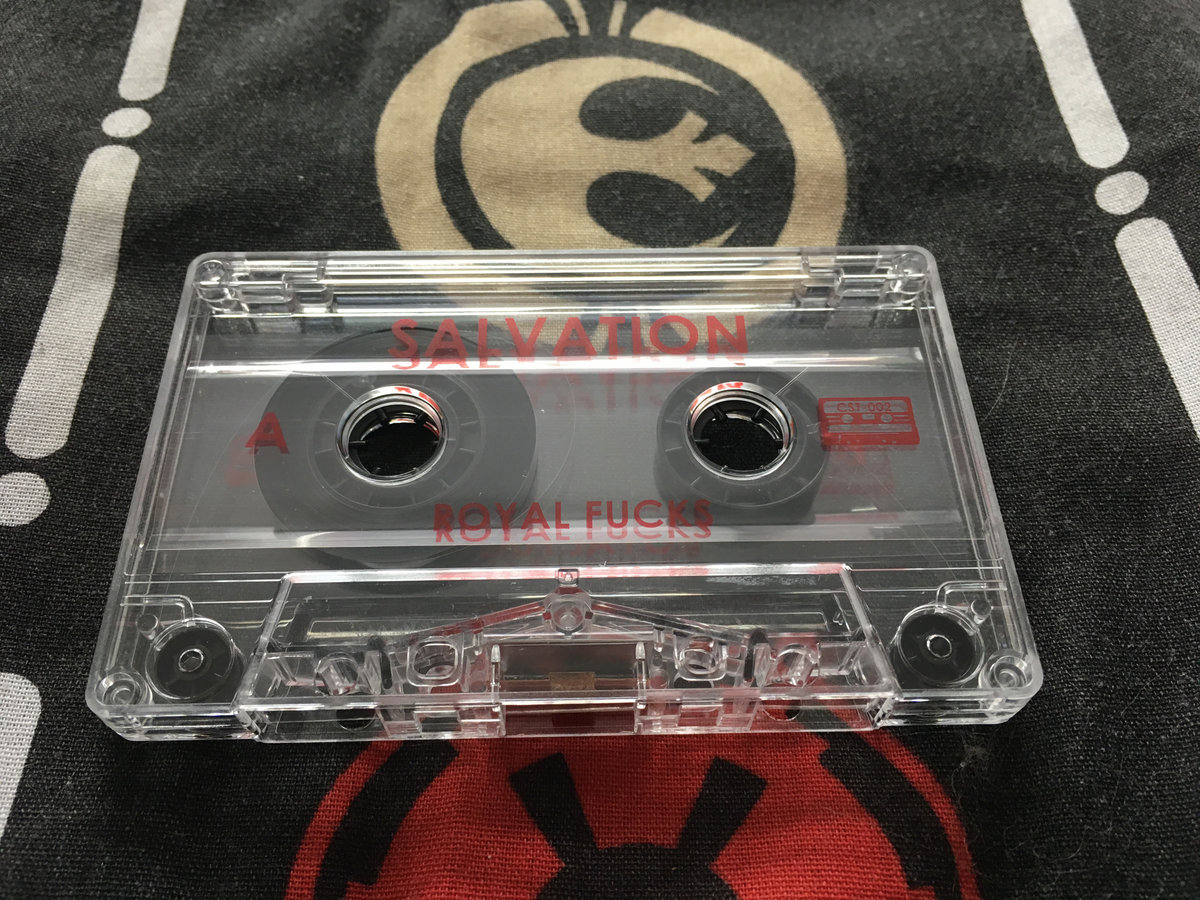 SALVATION
A
CST-002
ROYAL FUCKS